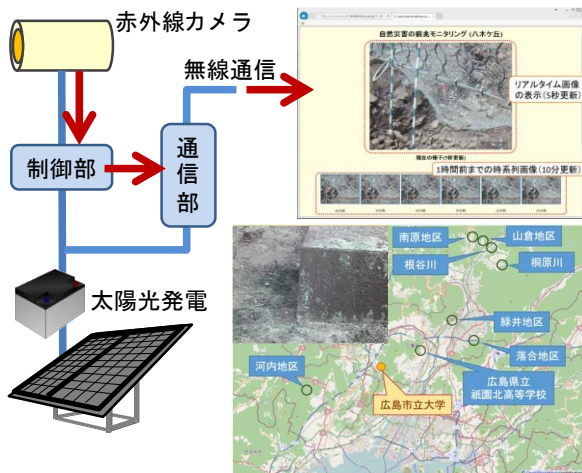 赤外線カメラ
無線通信
制御部
通信部
太陽光発電
自然災害の前兆モニタリング (八木ケ丘)
リアルタイム画像
の表示(5秒更新)
1時間前までの時系列画像(10分更新)
南原地区
山倉地区
根谷川
桐原川
緑井地区
落合地区
河内地区
広島県立
祇園北高等学校
広島市立大学